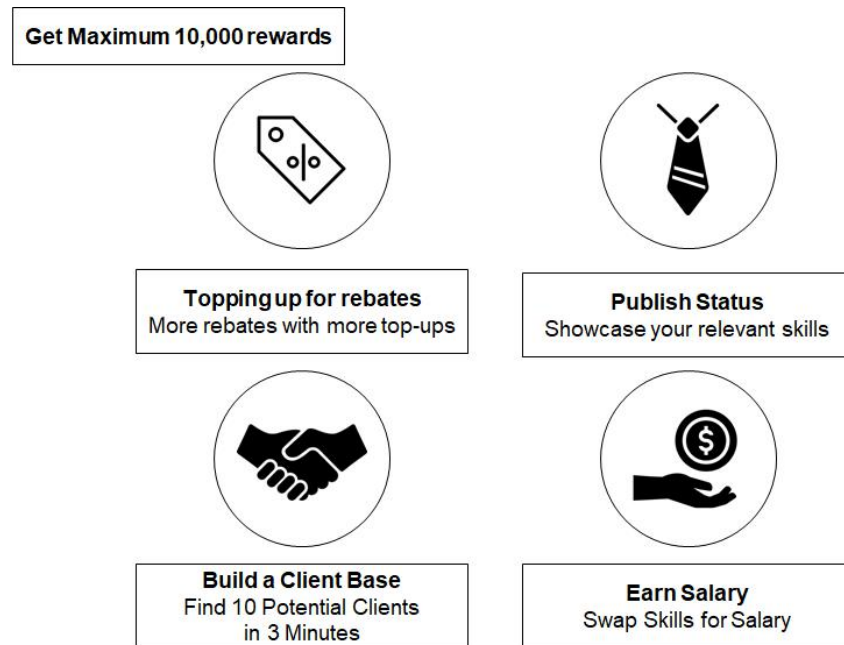 Get Maximum 10,000 rewards
Topping up for rebates
More rebates with more top-ups
Publish Status
Showcase your relevant skills
$
Build a Client Base
Find 10 Potential Clients
in 3 Minutes
Earn Salary
Swap Skills for Salary